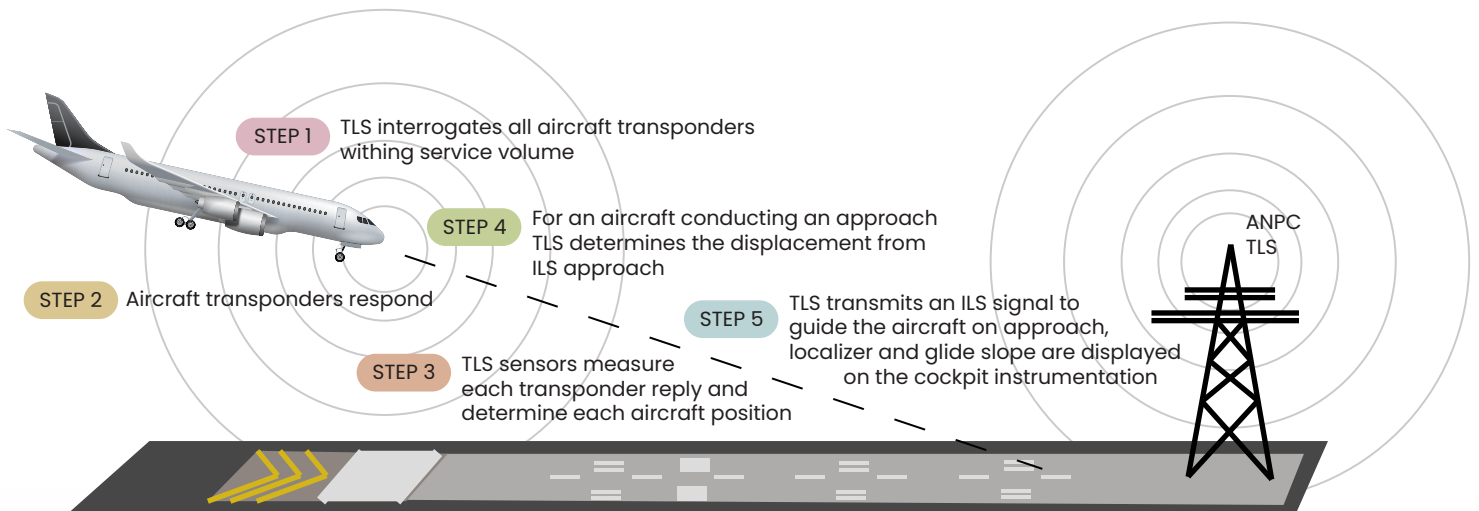 STEP 1
TLS interrogates all aircraft transponders
withing service volume
STEP 2
Aircraft transponders respond
STEP 3
TLS sensors measure
each transponder reply and
determine each aircraft position
STEP 4
For an aircraft conducting an approach
TLS determines the displacement from
ILS approach
STEP 5
TLS transmits an ILS signal to
guide the aircraft on approach,
localizer and glide slope are displayed
on the cockpit instrumentation
ANPC
TLS